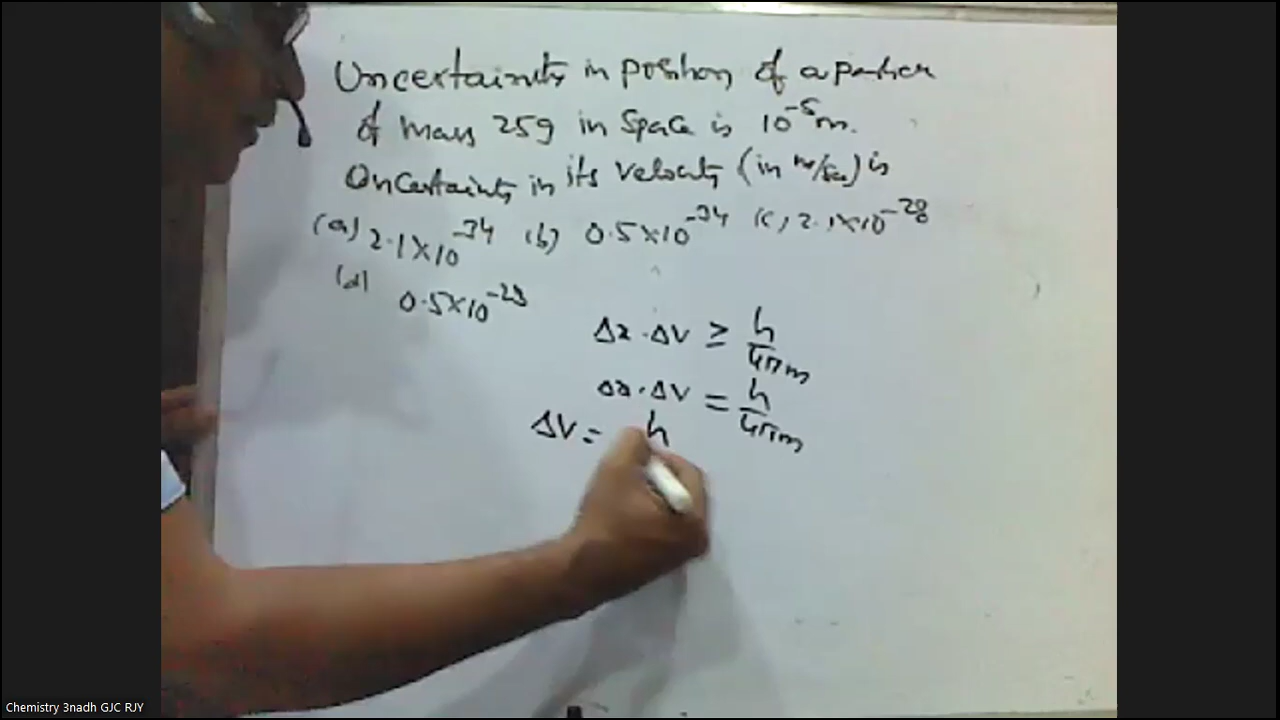 Uncertainity in position of a particle
of mass 25g in space is 10⁻⁵m.
Uncertainty in its velocity (in m/sec) is
(a) 2.1×10⁻³⁴ (b) 0.5×10⁻³⁴ (c) 2.1×10⁻²⁸
(d) 0.5×10⁻²⁸
Δx·ΔV ≥ h/4πm
Δx·ΔV = h/4πm
ΔV = h
Chemistry 3nadh GJC RJY